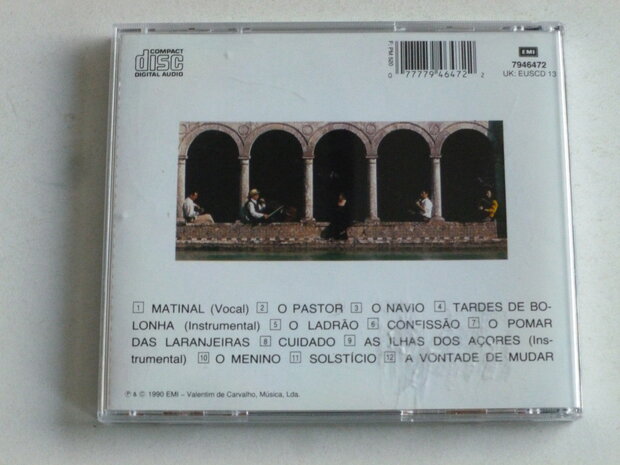 COMPACT
disc
DIGITAL AUDIO
F: PM 520
0 77779 46472 2
EMI
7946472
UK: EUSCD 13
1 MATINAL (Vocal) 2 O PASTOR 3 O NAVIO 4 TARDES DE BO-
LONHA (Instrumental) 5 O LADRÃO 6 CONFISSÃO 7 O POMAR
DAS LARANJEIRAS 8 CUIDADO 9 AS ILHAS DOS AÇORES (Ins-
trumental) 10 O MENINO 11 SOLSTÍCIO 12 A VONTADE DE MUDAR
℗ & © 1990 EMI – Valentim de Carvalho, Música, Lda.